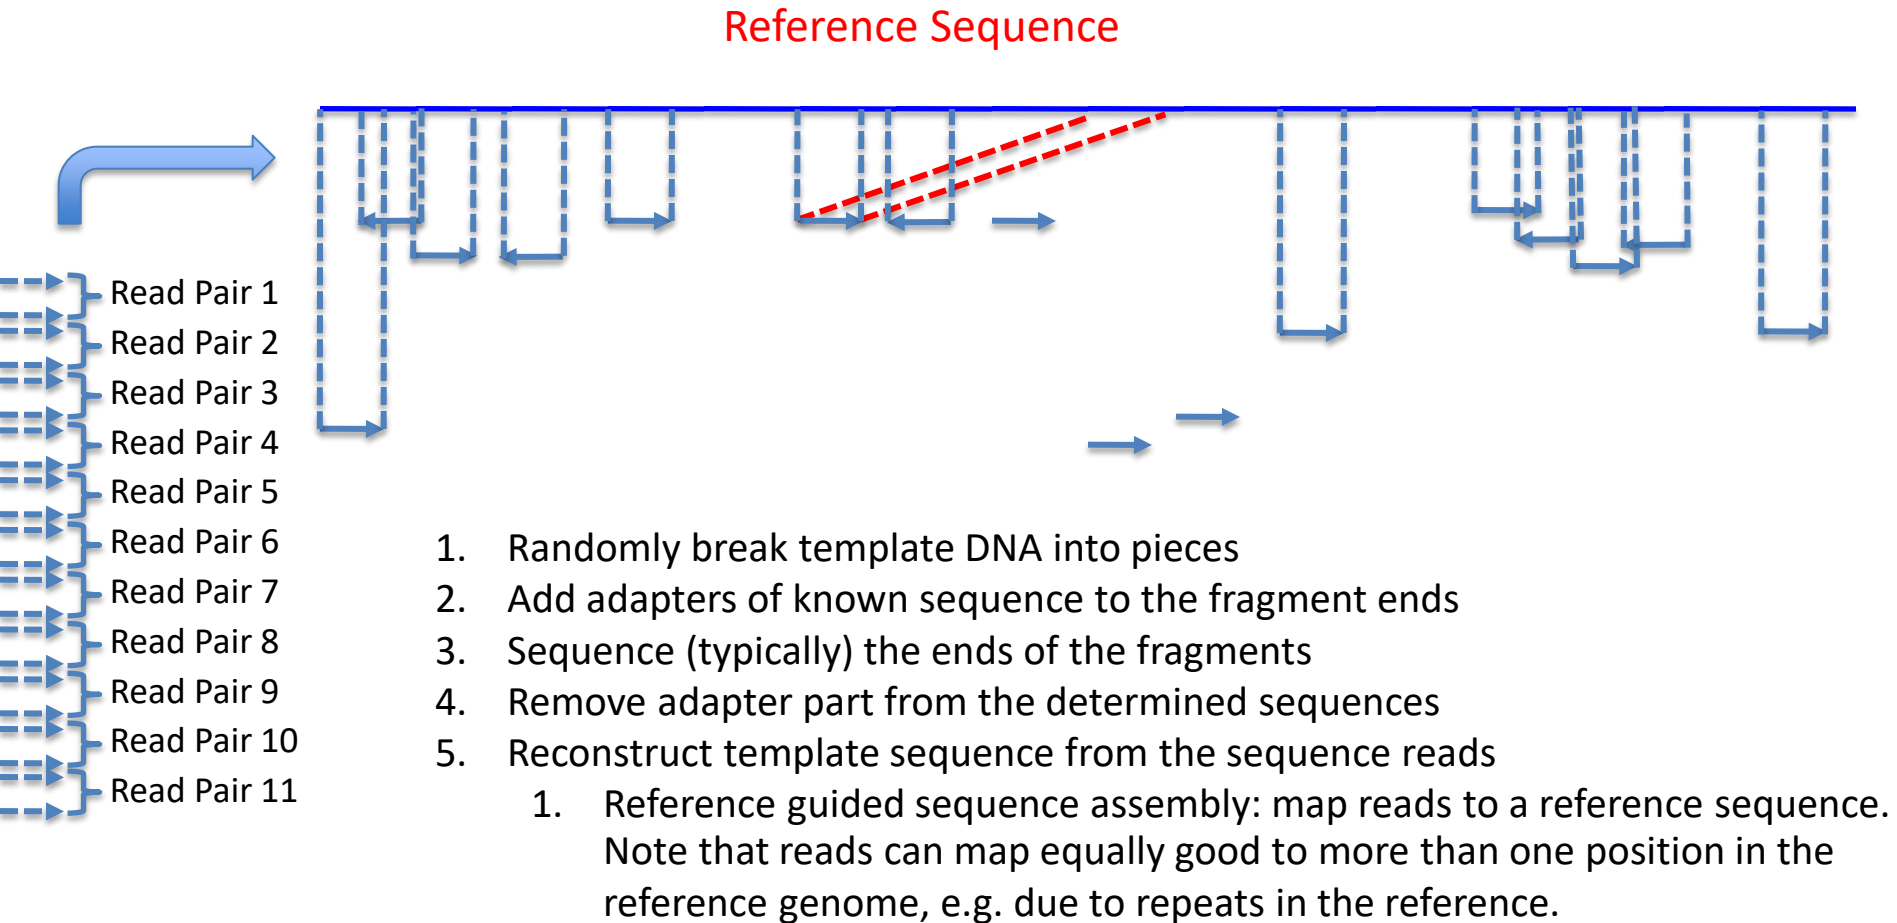 Reference Sequence
Read Pair 1
Read Pair 2
Read Pair 3
Read Pair 4
Read Pair 5
Read Pair 6
Read Pair 7
Read Pair 8
Read Pair 9
Read Pair 10
Read Pair 11
1. Randomly break template DNA into pieces
2. Add adapters of known sequence to the fragment ends
3. Sequence (typically) the ends of the fragments
4. Remove adapter part from the determined sequences
5. Reconstruct template sequence from the sequence reads
1. Reference guided sequence assembly: map reads to a reference sequence.
Note that reads can map equally good to more than one position in the
reference genome, e.g. due to repeats in the reference.